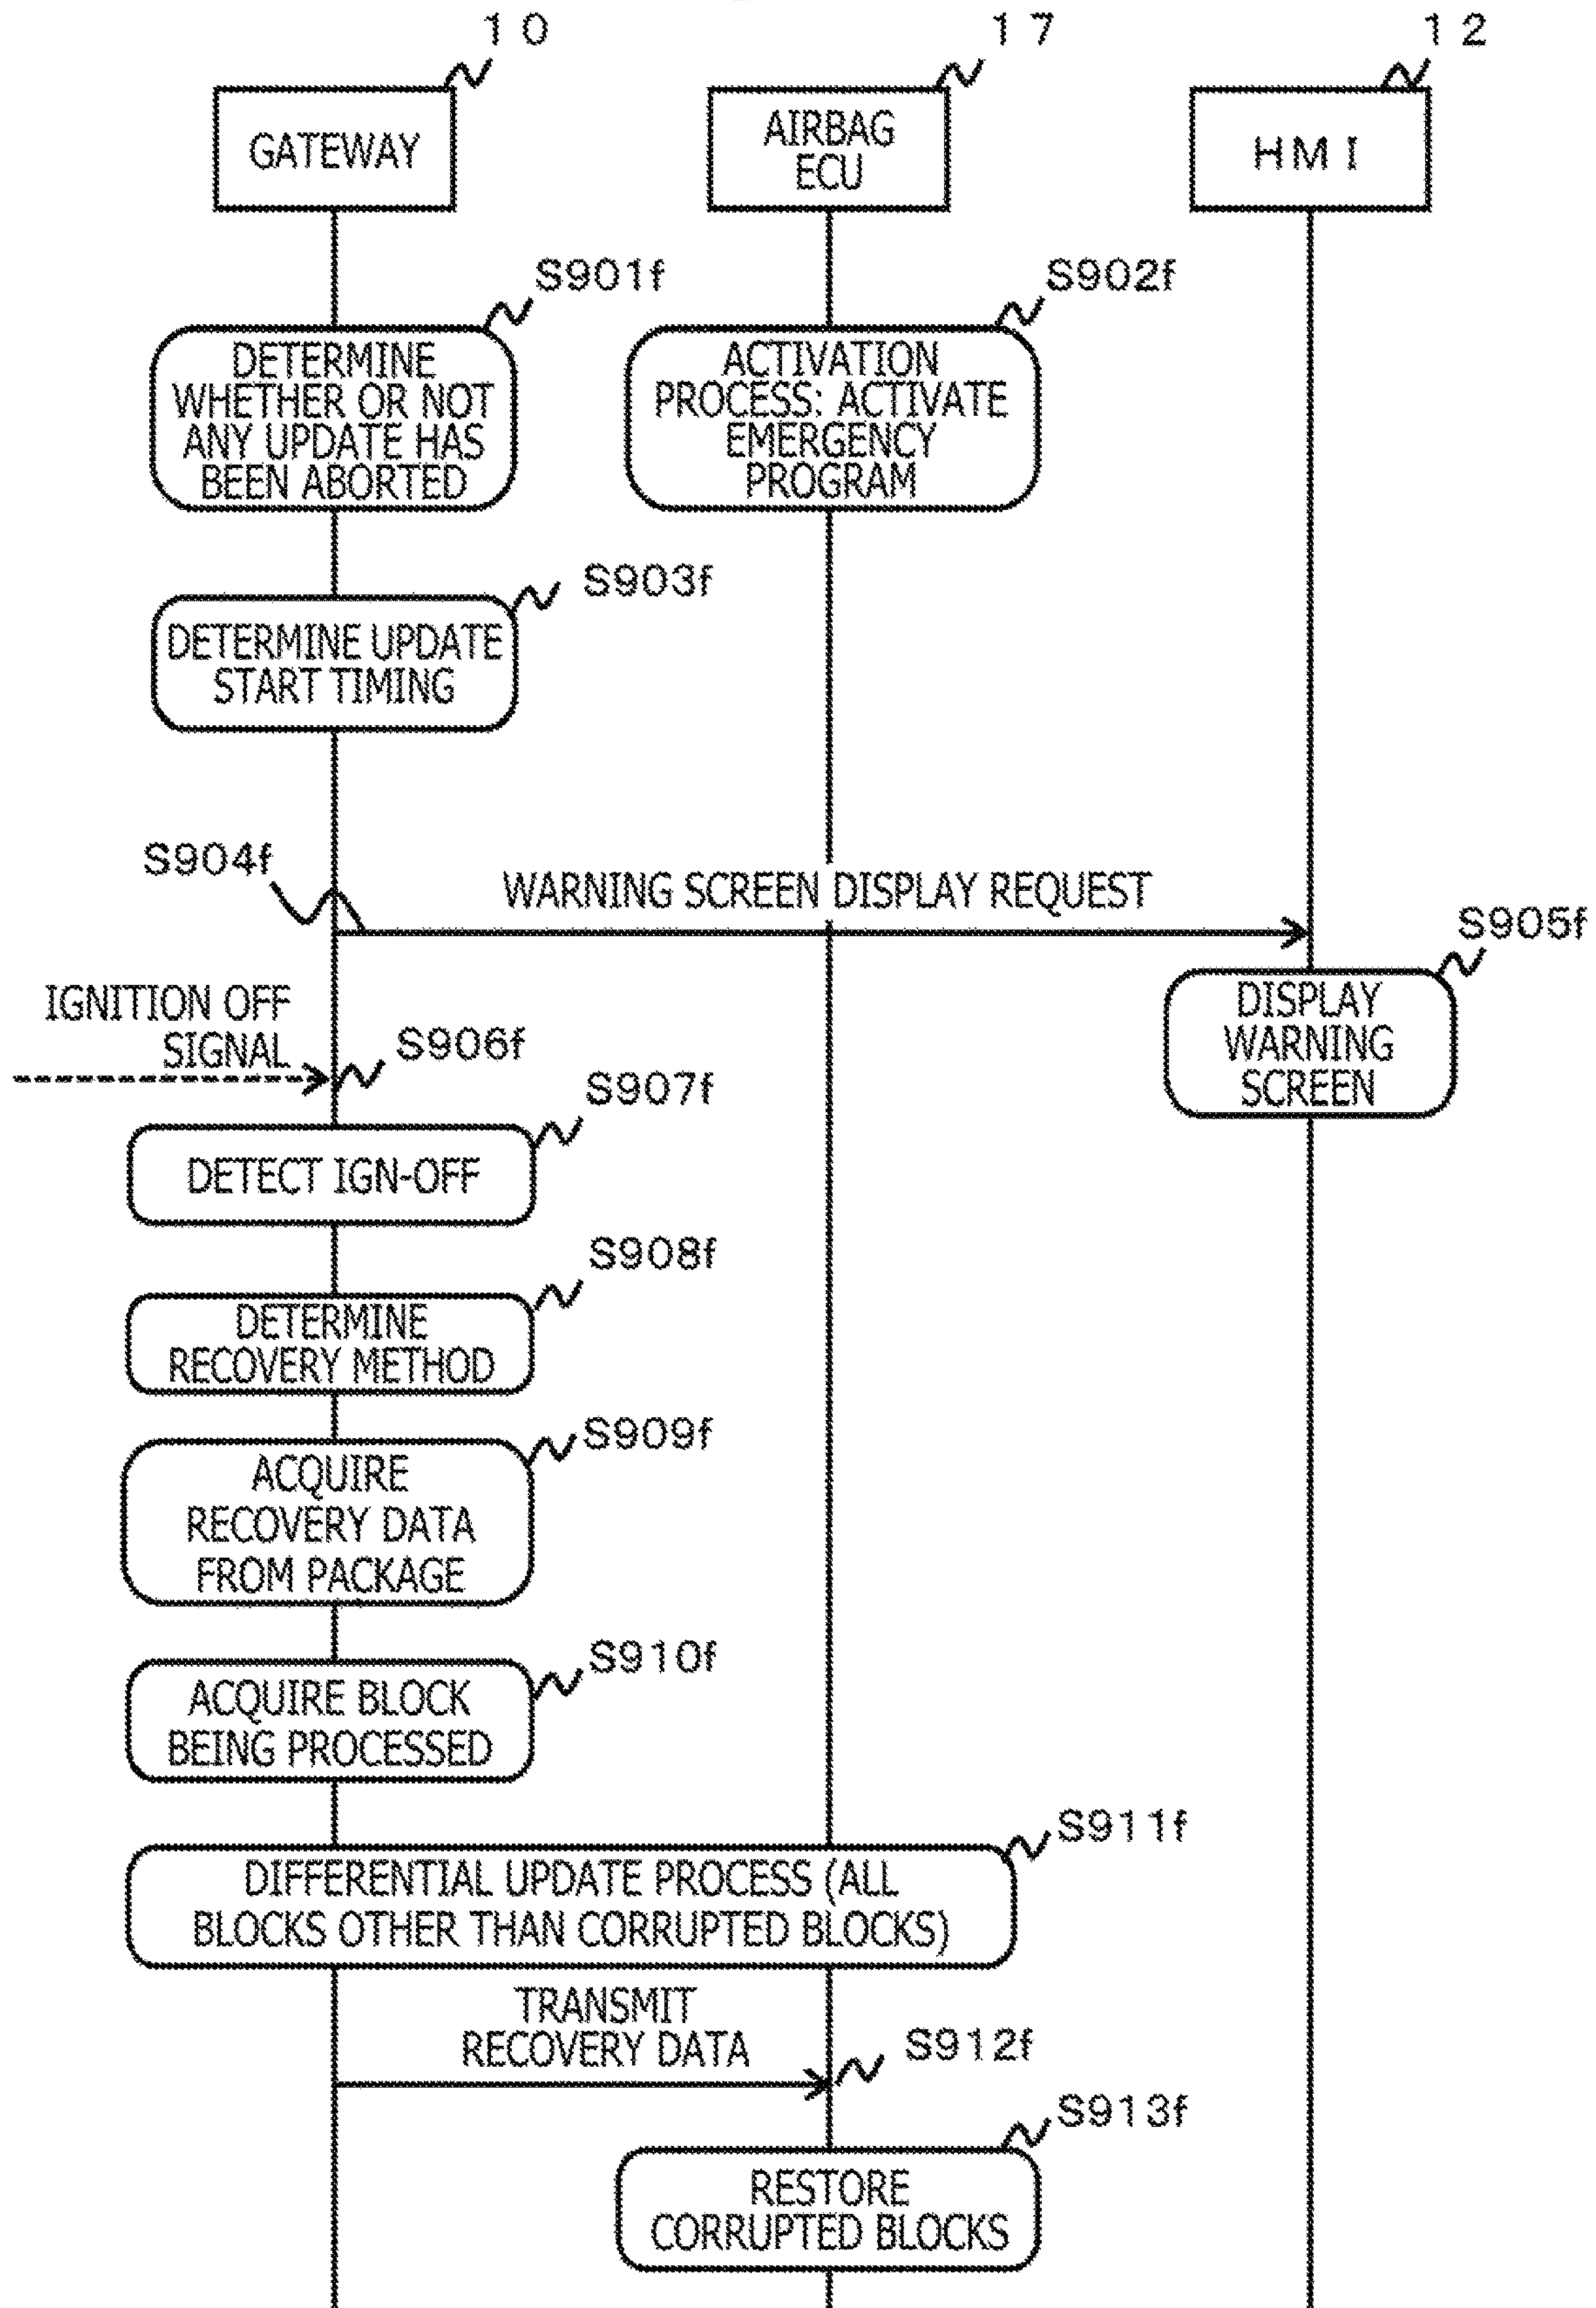 10
17
12
GATEWAY
AIRBAG
ECU
HMI
S901f
S902f
DETERMINE
WHETHER OR NOT
ANY UPDATE HAS
BEEN ABORTED
ACTIVATION
PROCESS: ACTIVATE
EMERGENCY
PROGRAM
S903f
DETERMINE UPDATE
START TIMING
S904f
WARNING SCREEN DISPLAY REQUEST
S905f
DISPLAY
WARNING
SCREEN
IGNITION OFF
SIGNAL
S906f
S907f
DETECT IGN-OFF
S908f
DETERMINE
RECOVERY METHOD
S909f
ACQUIRE
RECOVERY DATA
FROM PACKAGE
S910f
ACQUIRE BLOCK
BEING PROCESSED
S911f
DIFFERENTIAL UPDATE PROCESS (ALL
BLOCKS OTHER THAN CORRUPTED BLOCKS)
TRANSMIT
RECOVERY DATA
S912f
S913f
RESTORE
CORRUPTED BLOCKS